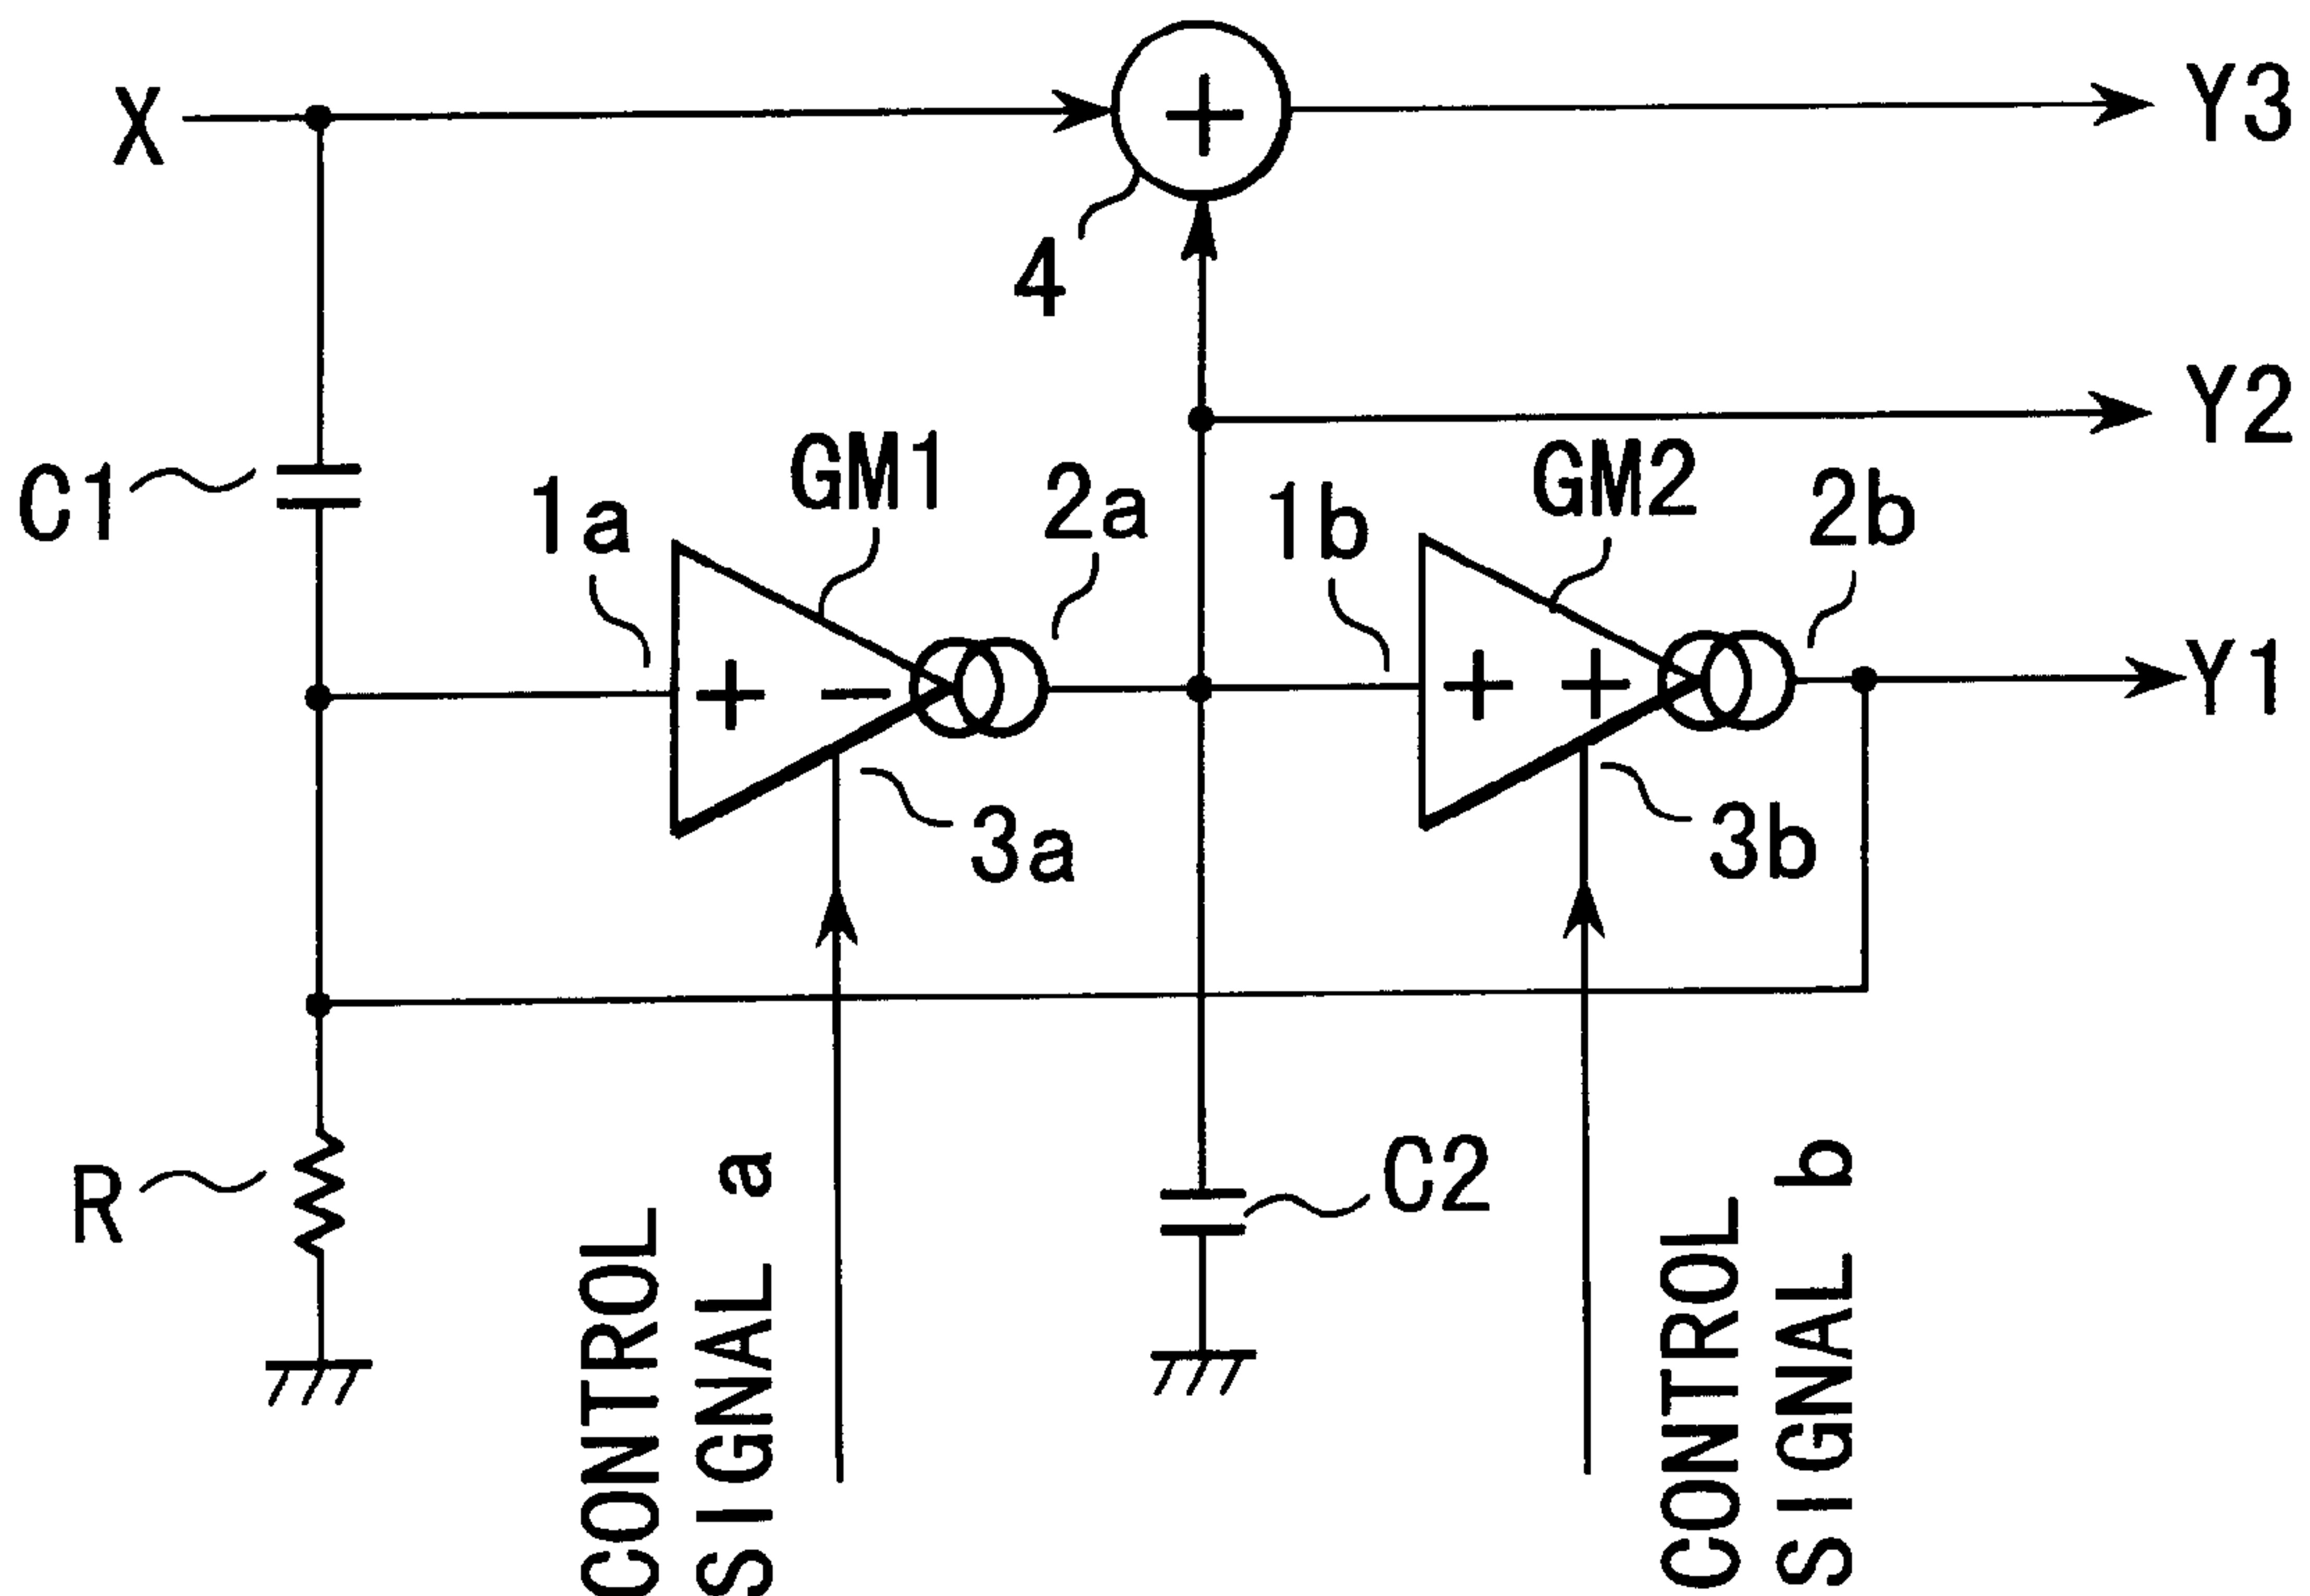 X
+
Y3
4
Y2
C1
1a
GM1
2a
1b
GM2
2b
+ -
+ +
Y1
3a
3b
R
C2
CONTROL
SIGNAL a
CONTROL
SIGNAL b